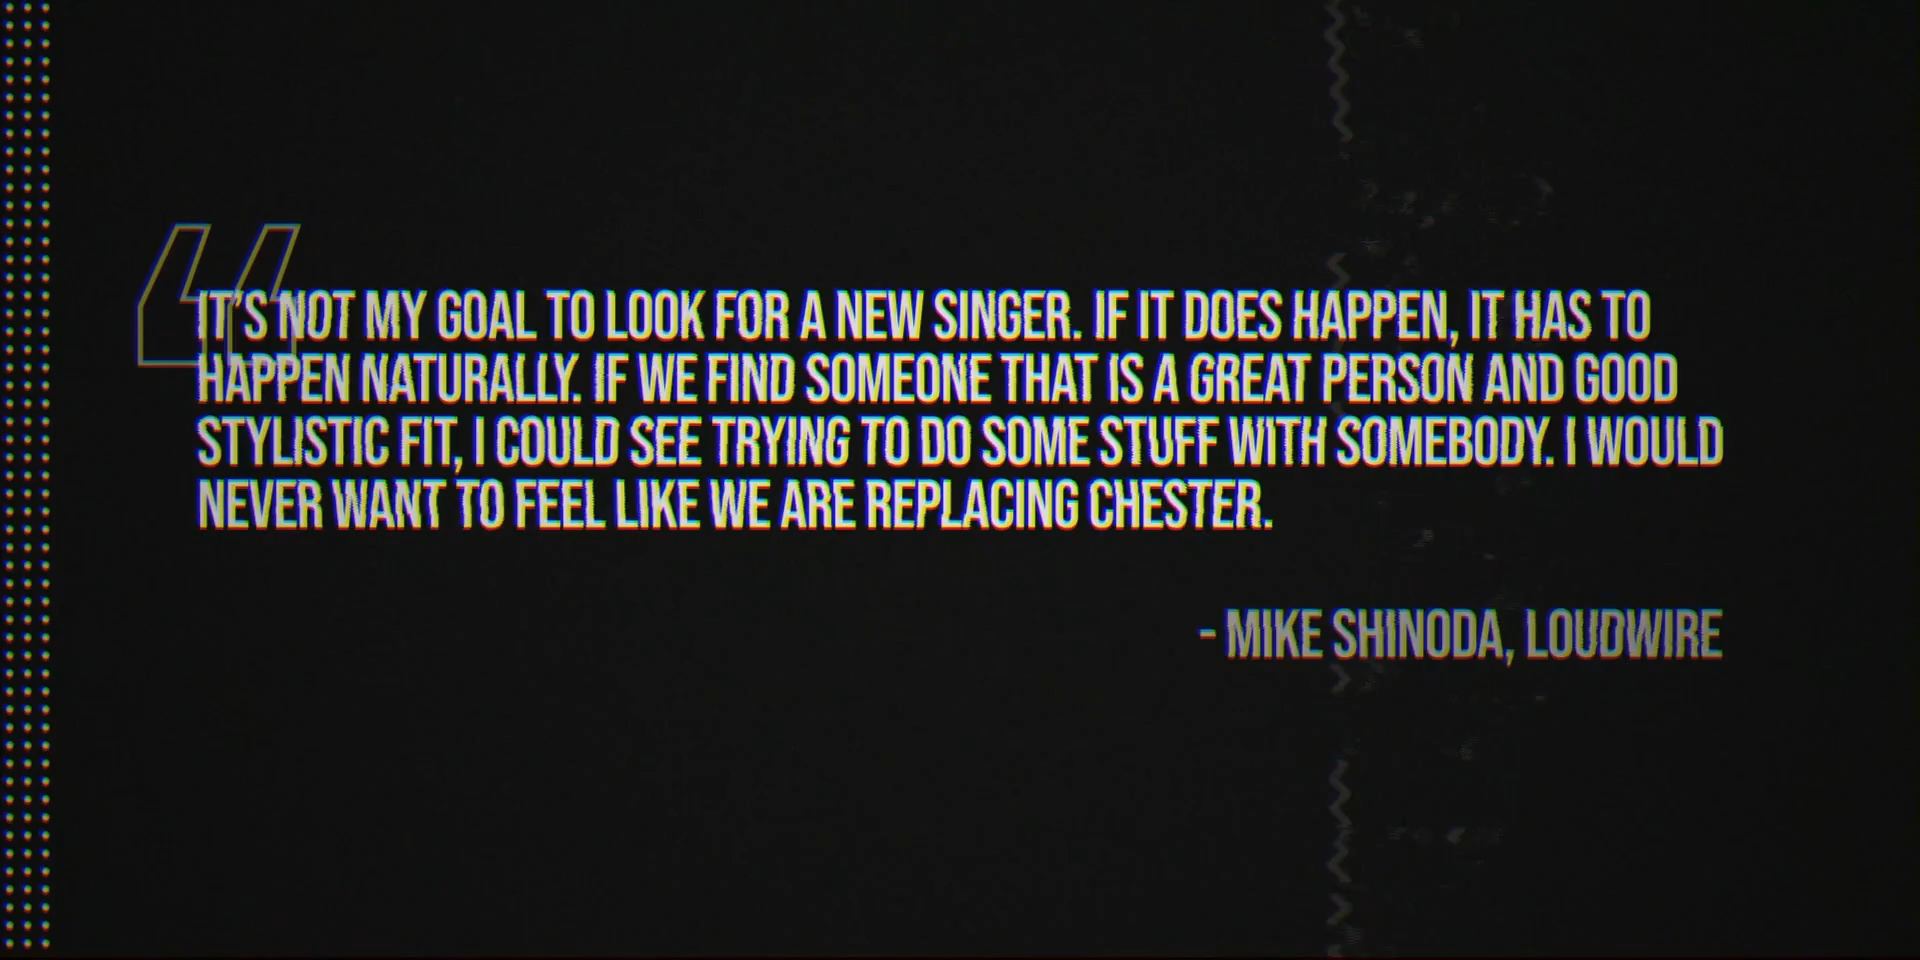 “
IT'S NOT MY GOAL TO LOOK FOR A NEW SINGER. IF IT DOES HAPPEN, IT HAS TO
HAPPEN NATURALLY. IF WE FIND SOMEONE THAT IS A GREAT PERSON AND GOOD
STYLISTIC FIT, I COULD SEE TRYING TO DO SOME STUFF WITH SOMEBODY. I WOULD
NEVER WANT TO FEEL LIKE WE ARE REPLACING CHESTER.
- MIKE SHINODA, LOUDWIRE